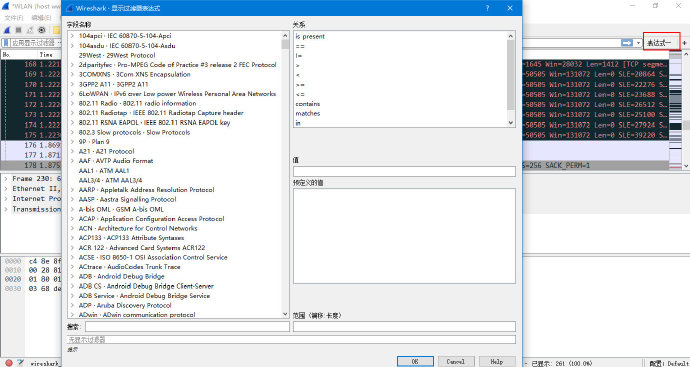 *WLAN (host ww
文件(F) 编辑(E)
应用显示过滤器
表达式…
No. Time
168 1.221
169 1.222
170 1.222
171 1.222
172 1.222
173 1.223
174 1.223
175 1.223
176 1.869
177 1.871
178 1.875
=1645 Win=28032 Len=1412 [TCP segme…
=50505 Win=131072 Len=0 SLE=20864 S…
=50505 Win=131072 Len=0 SLE=22276 S…
=50505 Win=131072 Len=0 SLE=23688 S…
=50505 Win=131072 Len=0 SLE=26512 S…
=50505 Win=131072 Len=0 SLE=25100 S…
=50505 Win=131072 Len=0 SLE=27924 S…
=50505 Win=131072 Len=0 SLE=39220 S…
S=256 SACK_PERM=1
Frame 230: 6
Ethernet II,
Internet Pro
Transmission
0000 c4 8e 8f
0010 00 28 81
0020 01 80 01
0030 03 68 de
Wireshark · 显示过滤器表达式
字段名称
104apci · IEC 60870-5-104-Apci
104asdu · IEC 60870-5-104-Asdu
29West · 29West Protocol
2dparityfec · Pro-MPEG Code of Practice #3 release 2 FEC Protocol
3COMXNS · 3Com XNS Encapsulation
3GPP2 A11 · 3GPP2 A11
6LoWPAN · IPv6 over Low power Wireless Personal Area Networks
802.11 Radio · 802.11 radio information
802.11 Radiotap · IEEE 802.11 Radiotap Capture header
802.11 RSNA EAPOL · IEEE 802.11 RSNA EAPOL key
802.3 Slow protocols · Slow Protocols
9P · Plan 9
A21 · A21 Protocol
AAF · AVTP Audio Format
AAL1 · ATM AAL1
AAL3/4 · ATM AAL3/4
AARP · Appletalk Address Resolution Protocol
AASP · Aastra Signalling Protocol
A-bis OML · GSM A-bis OML
ACAP · Application Configuration Access Protocol
ACN · Architecture for Control Networks
ACP133 · ACP133 Attribute Syntaxes
ACR 122 · Advanced Card Systems ACR122
ACSE · ISO 8650-1 OSI Association Control Service
ACtrace · AudioCodes Trunk Trace
ADB · Android Debug Bridge
ADB CS · Android Debug Bridge Client-Server
ADB Service · Android Debug Bridge Service
ADP · Aruba Discovery Protocol
ADwin · ADwin communication protocol
搜索:
无显示过滤器
提示
关系
is present
==
!=
>
<
>=
<=
contains
matches
in
值
预定义的值
范围 (偏移:长度)
OK Cancel Help
wireshark_
已显示: 261 (100.0%)
配置: Default